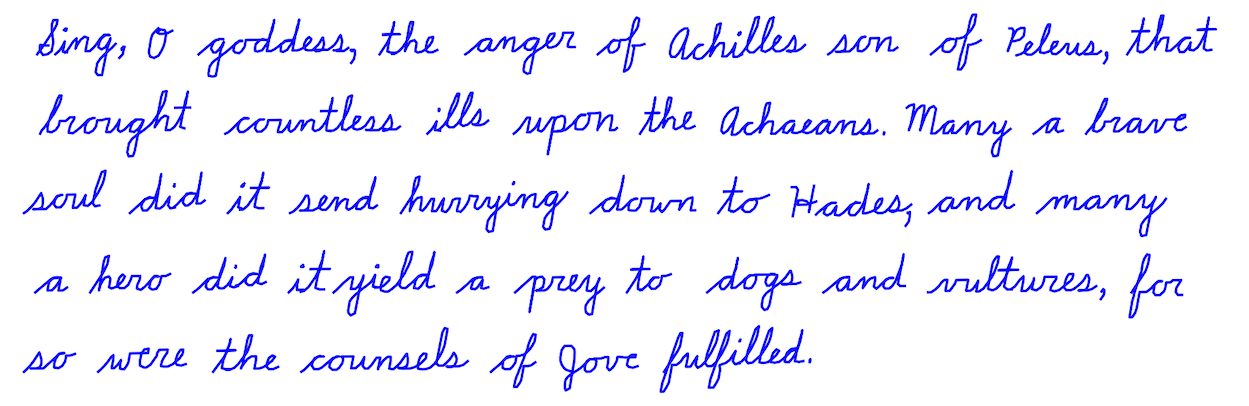 Sing, O goddess, the anger of Achilles son of Peleus, that
brought countless ills upon the Achaeans. Many a brave
soul did it send hurrying down to Hades, and many
a hero did it yield a prey to dogs and vultures, for
so were the counsels of Jove fulfilled.